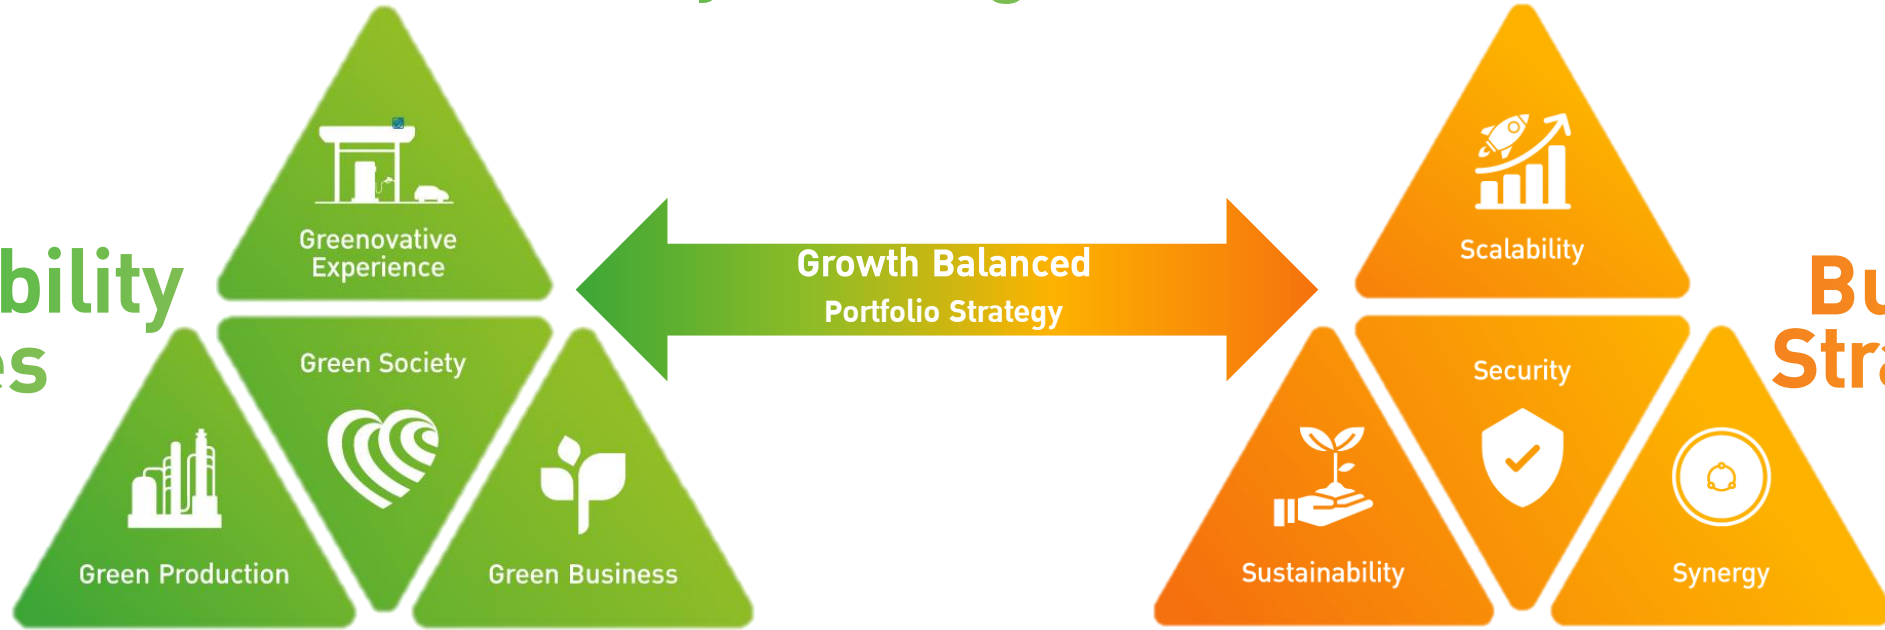 Greenovative
Experience
Green Society
Green Production
Green Business
bility
es
Growth Balanced
Portfolio Strategy
Scalability
Security
Sustainability
Synergy
Bu
Stra